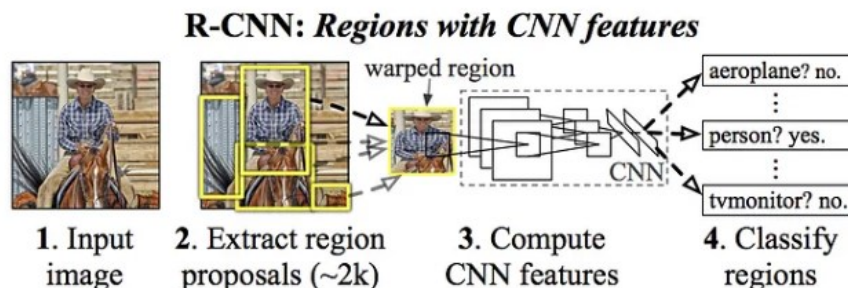 R-CNN: Regions with CNN features
warped region
aeroplane? no.
⋮
person? yes.
⋮
tvmonitor? no.
CNN
1. Input
image
2. Extract region
proposals (~2k)
3. Compute
CNN features
4. Classify
regions